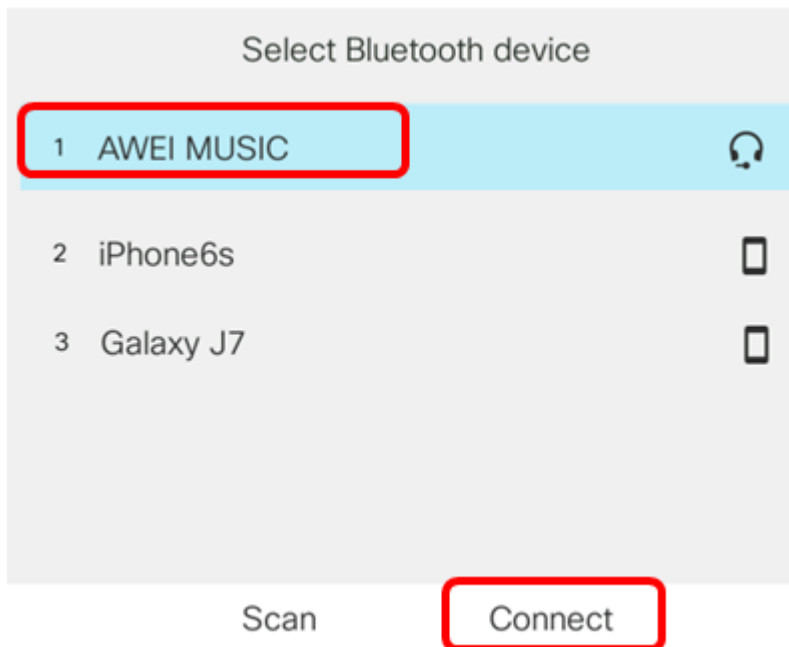 Select Bluetooth device
1 AWEI MUSIC
2 iPhone6s
3 Galaxy J7
Scan Connect